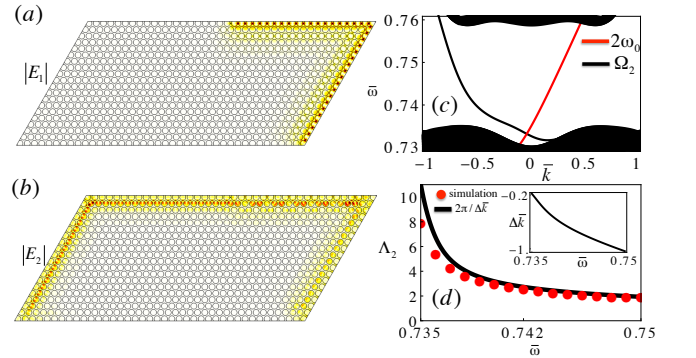 (a)
|E₁|
(b)
|E₂|
0.76
0.75
ω̄
0.74
0.73
2ω₀
Ω₂
(c)
−1 −0.5 0 k̄ 0.5 1
10
8
6
Λ₂
4
2
0
simulation
2π/Δk̄
−0.2
Δk̄
−1
0.735 ω̄ 0.75
(d)
0.735 0.742 0.75
ω̄